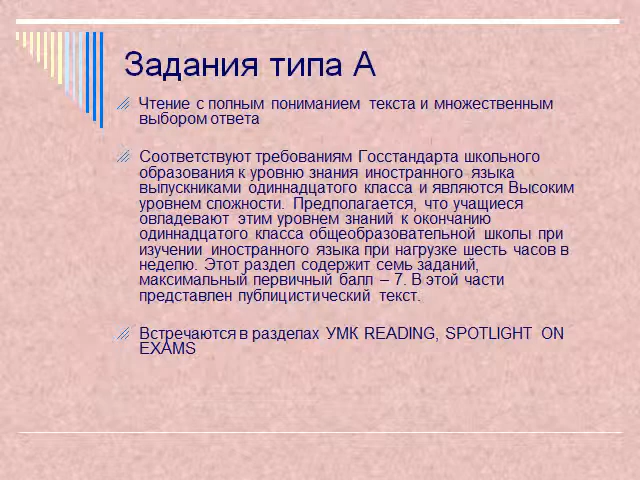 Задания типа А
Чтение с полным пониманием текста и множественным
выбором ответа
Соответствуют требованиям Госстандарта школьного
образования к уровню знания иностранного языка
выпускниками одиннадцатого класса и являются Высоким
уровнем сложности. Предполагается, что учащиеся
овладевают этим уровнем знаний к окончанию
одиннадцатого класса общеобразовательной школы при
изучении иностранного языка при нагрузке шесть часов в
неделю. Этот раздел содержит семь заданий,
максимальный первичный балл – 7. В этой части
представлен публицистический текст.
Встречаются в разделах УМК READING, SPOTLIGHT ON
EXAMS